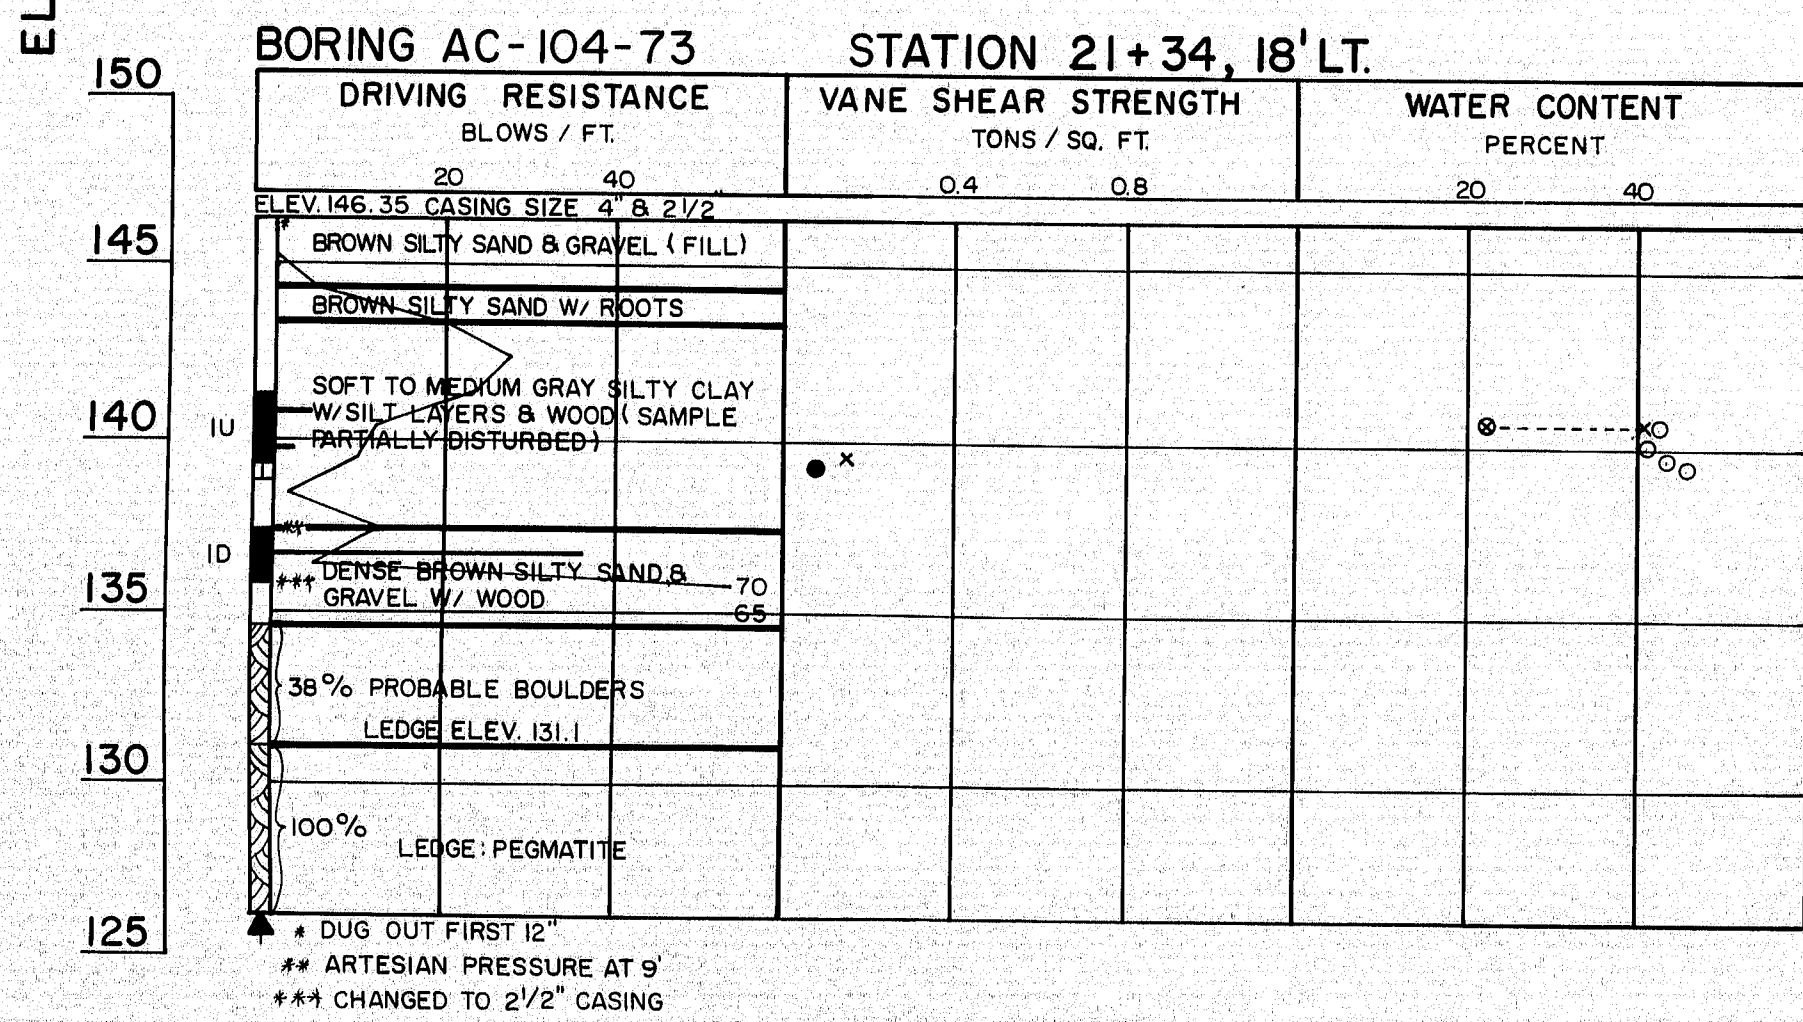 EL
BORING AC-104-73
STATION 21+34, 18' LT.
150
DRIVING RESISTANCE
BLOWS / FT.
20 40
VANE SHEAR STRENGTH
TONS / SQ. FT.
0.4 0.8
WATER CONTENT
PERCENT
20 40
ELEV. 146.35 CASING SIZE 4" & 2 1/2"
*
145
BROWN SILTY SAND & GRAVEL (FILL)
BROWN SILTY SAND W/ ROOTS
SOFT TO MEDIUM GRAY SILTY CLAY
W/SILT LAYERS & WOOD (SAMPLE
PARTIALLY DISTURBED)
140
1U
**
1D
*** DENSE BROWN SILTY SAND &
GRAVEL W/ WOOD
70
65
135
38% PROBABLE BOULDERS
LEDGE ELEV. 131.1
130
100%
LEDGE: PEGMATITE
125
* DUG OUT FIRST 12"
** ARTESIAN PRESSURE AT 9'
*** CHANGED TO 2 1/2" CASING